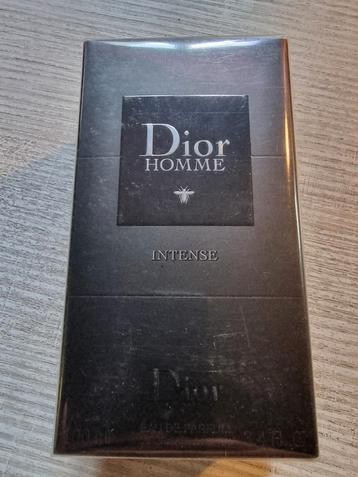 Dior
HOMME
INTENSE
Dior
EAU DE PARFUM